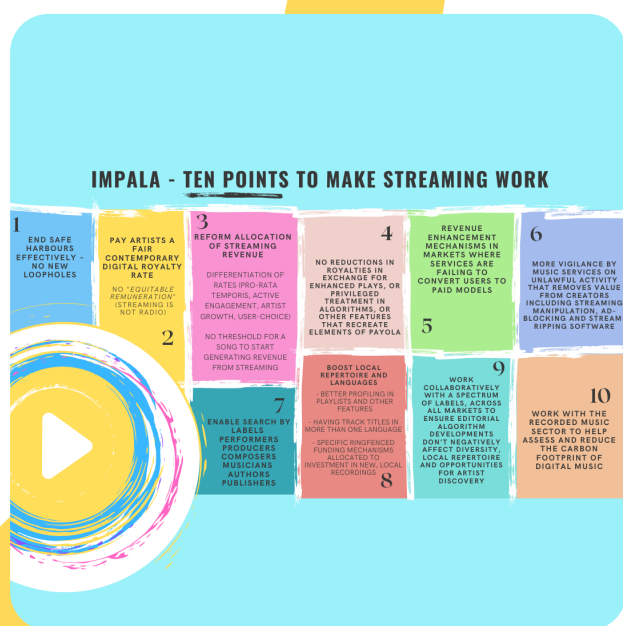 IMPALA - TEN POINTS TO MAKE STREAMING WORK
1
END SAFE
HARBOURS
EFFECTIVELY -
NO NEW
LOOPHOLES
PAY ARTISTS A
FAIR
CONTEMPORARY
DIGITAL ROYALTY
RATE
NO "EQUITABLE
REMUNERATION"
(STREAMING IS
NOT RADIO)
2
3
REFORM ALLOCATION
OF STREAMING
REVENUE
DIFFERENTIATION OF
RATES (PRO-RATA
TEMPORIS, ACTIVE
ENGAGEMENT, ARTIST
GROWTH, USER-CHOICE)
NO THRESHOLD FOR A
SONG TO START
GENERATING REVENUE
FROM STREAMING
4
NO REDUCTIONS IN
ROYALTIES IN
EXCHANGE FOR
ENHANCED PLAYS, OR
PRIVILEGED
TREATMENT IN
ALGORITHMS, OR
OTHER FEATURES
THAT RECREATE
ELEMENTS OF PAYOLA
REVENUE
ENHANCEMENT
MECHANISMS IN
MARKETS WHERE
SERVICES ARE
FAILING TO
CONVERT USERS TO
PAID MODELS
5
6
MORE VIGILANCE BY
MUSIC SERVICES ON
UNLAWFUL ACTIVITY
THAT REMOVES VALUE
FROM CREATORS
INCLUDING STREAMING
MANIPULATION, AD-
BLOCKING AND STREAM
RIPPING SOFTWARE
7
ENABLE SEARCH BY
LABELS
PERFORMERS
PRODUCERS
COMPOSERS
MUSICIANS
AUTHORS
PUBLISHERS
BOOST LOCAL
REPERTOIRE AND
LANGUAGES
- BETTER PROFILING IN
PLAYLISTS AND OTHER
FEATURES
- HAVING TRACK TITLES IN
MORE THAN ONE LANGUAGE
- SPECIFIC RINGFENCED
FUNDING MECHANISMS
ALLOCATED TO
INVESTMENT IN NEW, LOCAL
RECORDINGS
8
9
WORK
COLLABORATIVELY
WITH A SPECTRUM
OF LABELS, ACROSS
ALL MARKETS TO
ENSURE EDITORIAL
ALGORITHM
DEVELOPMENTS
DON'T NEGATIVELY
AFFECT DIVERSITY,
LOCAL REPERTOIRE
AND OPPORTUNITIES
FOR ARTIST
DISCOVERY
10
WORK WITH THE
RECORDED MUSIC
SECTOR TO HELP
ASSESS AND REDUCE
THE CARBON
FOOTPRINT OF
DIGITAL MUSIC